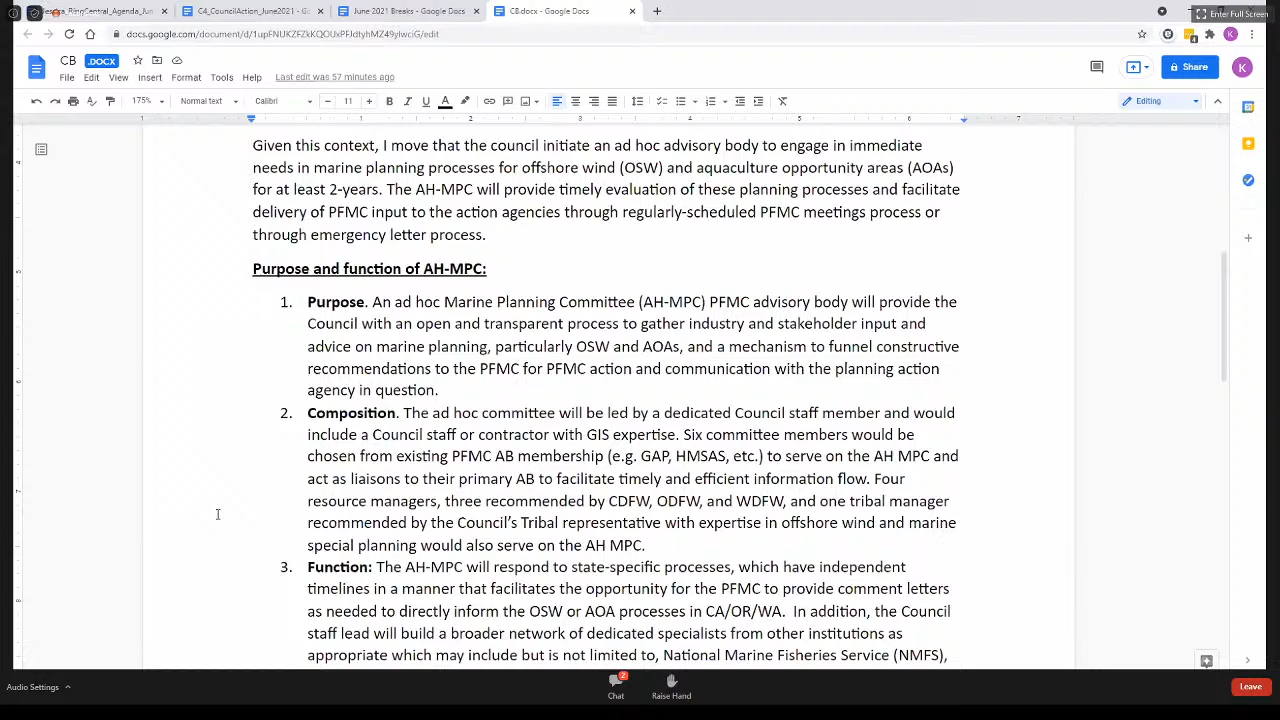 sstra_RingCentral_Agenda_Jun
C4_CouncilAction_June2021 - Go
June 2021 Breaks - Google Docs
CB.docx - Google Docs
Enter Full Screen
K
CB .DOCX
File Edit View Insert Format Tools Help Last edit was 57 minutes ago
Share
K
175% Normal text Calibri 11 B I U A Editing
1 1 2 3 4 5 6 7
Given this context, I move that the council initiate an ad hoc advisory body to engage in immediate
needs in marine planning processes for offshore wind (OSW) and aquaculture opportunity areas (AOAs)
for at least 2-years. The AH-MPC will provide timely evaluation of these planning processes and facilitate
delivery of PFMC input to the action agencies through regularly-scheduled PFMC meetings process or
through emergency letter process.
Purpose and function of AH-MPC:
1. Purpose. An ad hoc Marine Planning Committee (AH-MPC) PFMC advisory body will provide the
Council with an open and transparent process to gather industry and stakeholder input and
advice on marine planning, particularly OSW and AOAs, and a mechanism to funnel constructive
recommendations to the PFMC for PFMC action and communication with the planning action
agency in question.
2. Composition. The ad hoc committee will be led by a dedicated Council staff member and would
include a Council staff or contractor with GIS expertise. Six committee members would be
chosen from existing PFMC AB membership (e.g. GAP, HMSAS, etc.) to serve on the AH MPC and
act as liaisons to their primary AB to facilitate timely and efficient information flow. Four
resource managers, three recommended by CDFW, ODFW, and WDFW, and one tribal manager
recommended by the Council's Tribal representative with expertise in offshore wind and marine
special planning would also serve on the AH MPC.
3. Function: The AH-MPC will respond to state-specific processes, which have independent
timelines in a manner that facilitates the opportunity for the PFMC to provide comment letters
as needed to directly inform the OSW or AOA processes in CA/OR/WA. In addition, the Council
staff lead will build a broader network of dedicated specialists from other institutions as
appropriate which may include but is not limited to, National Marine Fisheries Service (NMFS),
Audio Settings
2
Chat
Raise Hand
Leave